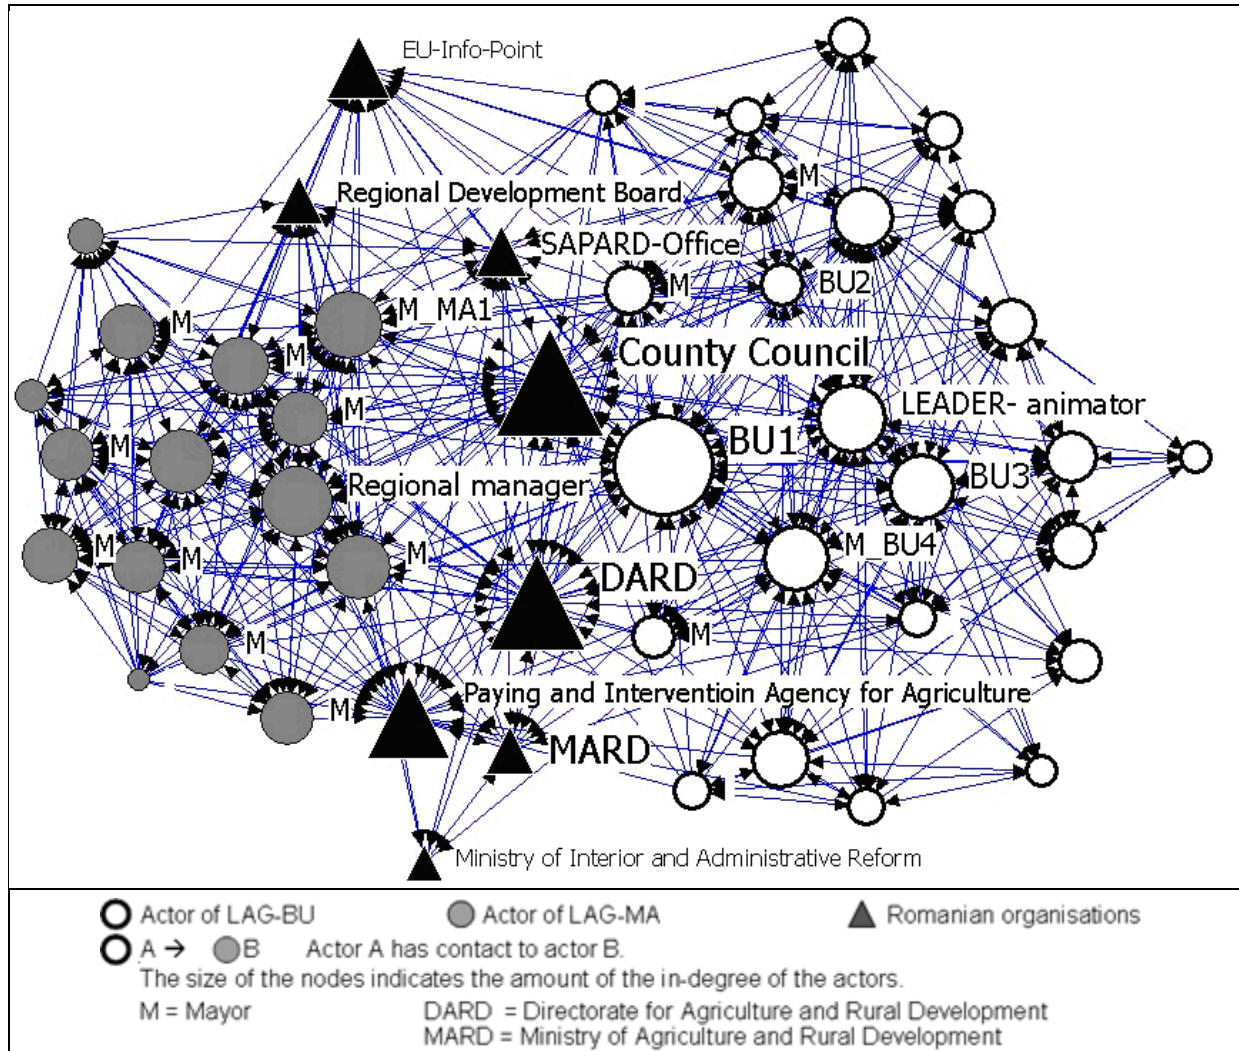 EU-Info-Point
M
Regional Development Board
SAPARD-Office
M
BU2
M
M_MA1
M
County Council
M
LEADER- animator
BU1
M
BU3
Regional manager
M
M
M
M_BU4
DARD
M
M
Paying and Interventioin Agency for Agriculture
M
MARD
Ministry of Interior and Administrative Reform
Actor of LAG-BU
Actor of LAG-MA
Romanian organisations
A → B Actor A has contact to actor B.
The size of the nodes indicates the amount of the in-degree of the actors.
M = Mayor
DARD = Directorate for Agriculture and Rural Development
MARD = Ministry of Agriculture and Rural Development